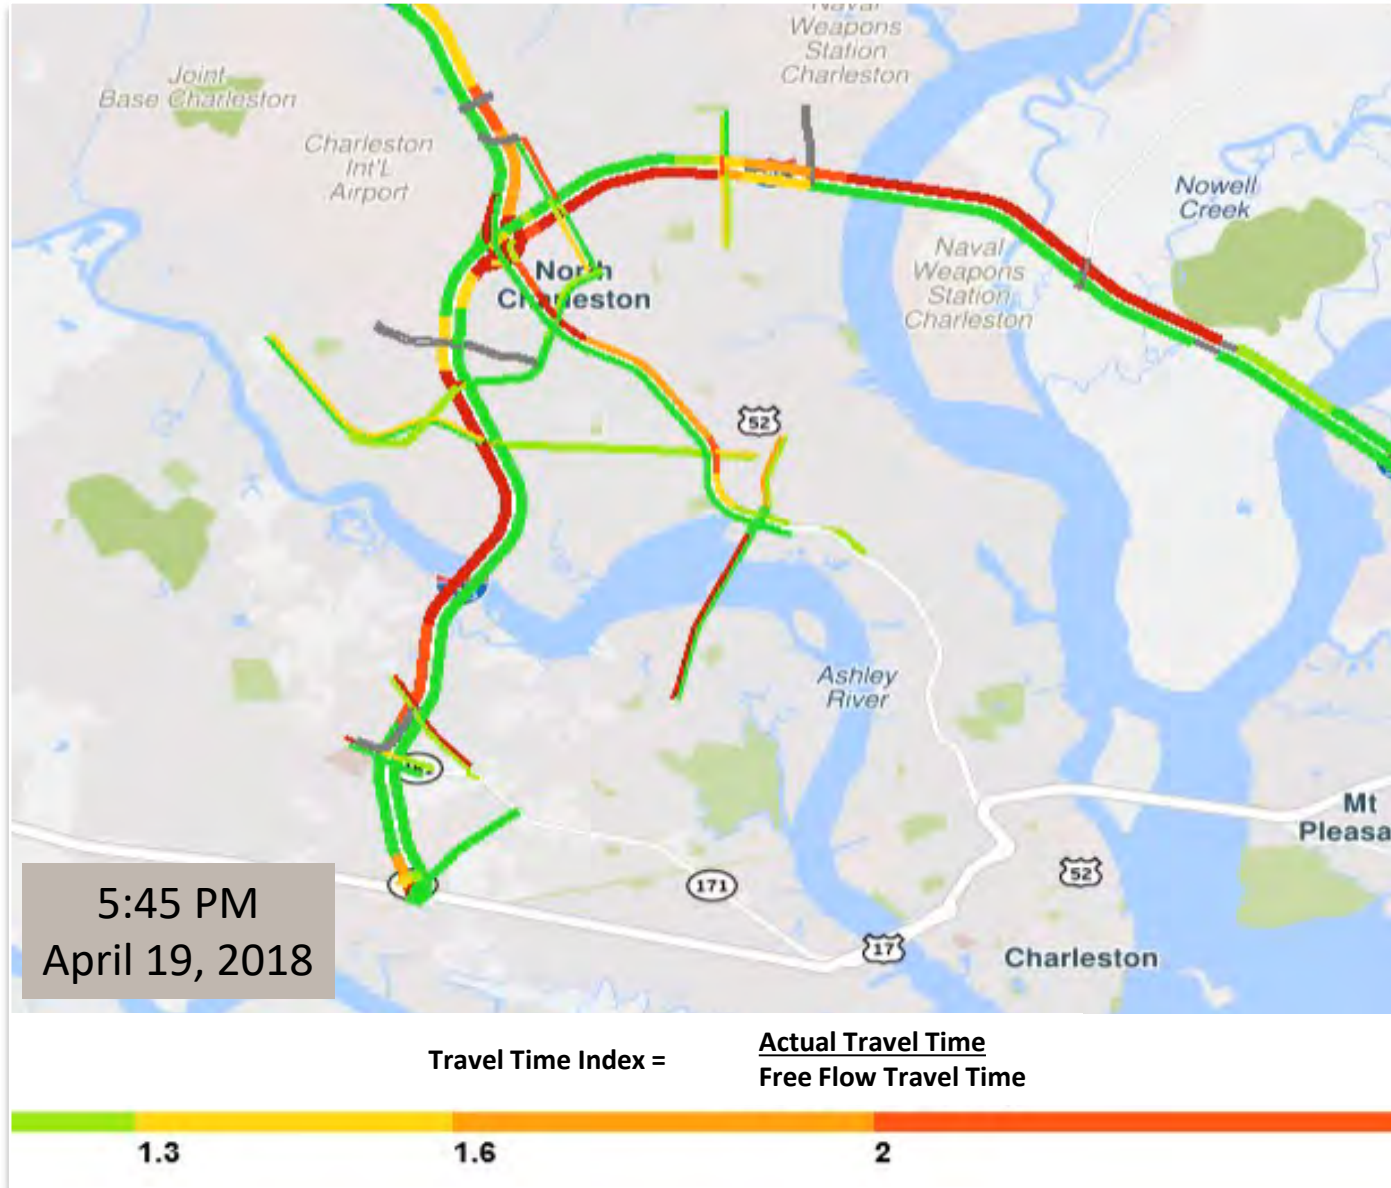 Naval
Weapons
Station
Charleston
Joint
Base Charleston
Charleston
Int'L
Airport
Nowell
Creek
Naval
Weapons
Station
Charleston
North
Charleston
52
Ashley
River
Mt
Pleasa
171
52
17
Charleston
5:45 PM
April 19, 2018
Travel Time Index =
Actual Travel Time
Free Flow Travel Time
1.3
1.6
2